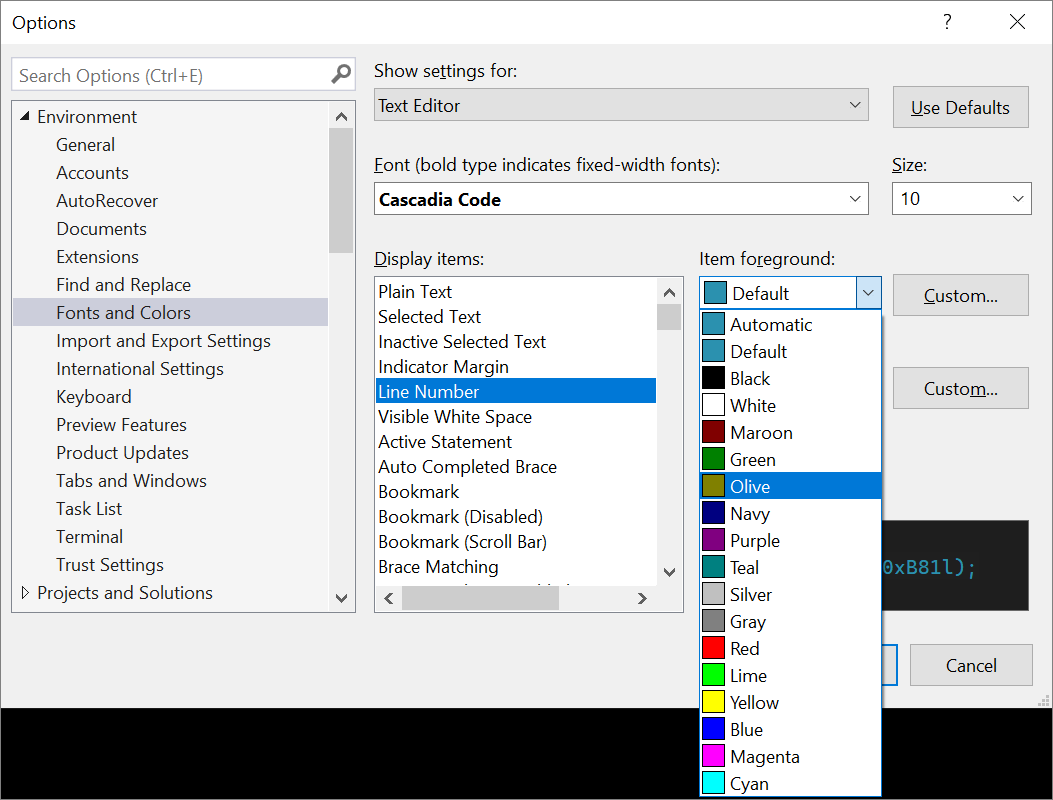 Options
?
Search Options (Ctrl+E)
Environment
General
Accounts
AutoRecover
Documents
Extensions
Find and Replace
Fonts and Colors
Import and Export Settings
International Settings
Keyboard
Preview Features
Product Updates
Tabs and Windows
Task List
Terminal
Trust Settings
Projects and Solutions
Show settings for:
Text Editor
Use Defaults
Font (bold type indicates fixed-width fonts):
Cascadia Code
Size:
10
Display items:
Plain Text
Selected Text
Inactive Selected Text
Indicator Margin
Line Number
Visible White Space
Active Statement
Auto Completed Brace
Bookmark
Bookmark (Disabled)
Bookmark (Scroll Bar)
Brace Matching
Item foreground:
Default
Custom...
Automatic
Default
Black
White
Maroon
Green
Olive
Navy
Purple
Teal
Silver
Gray
Red
Lime
Yellow
Blue
Magenta
Cyan
Custom...
0xB81l);
Cancel